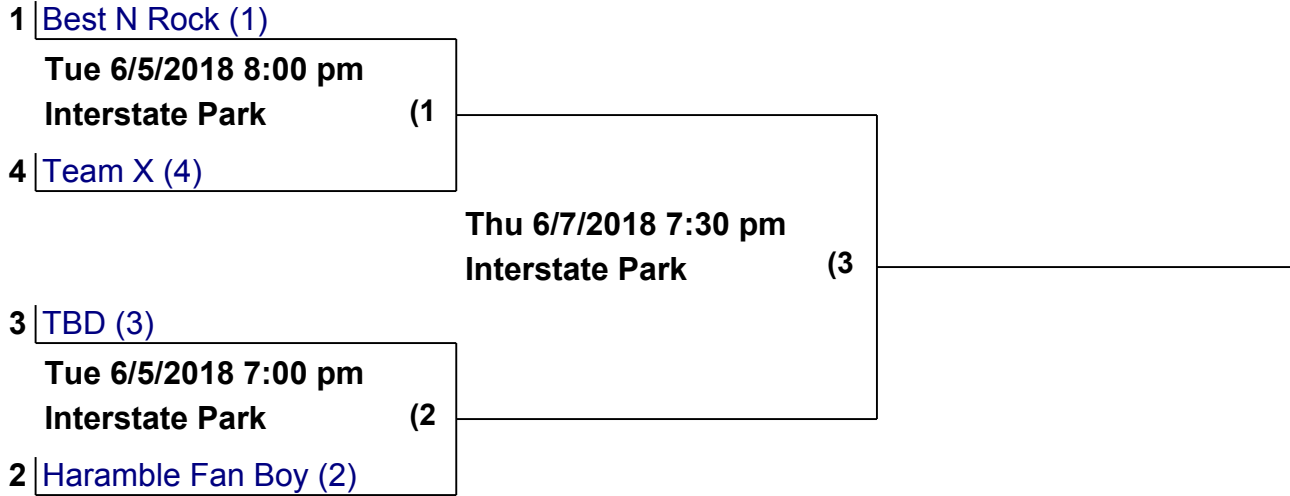 1 Best N Rock (1)
Tue 6/5/2018 8:00 pm
Interstate Park (1
4 Team X (4)
Thu 6/7/2018 7:30 pm
Interstate Park (3
3 TBD (3)
Tue 6/5/2018 7:00 pm
Interstate Park (2
2 Haramble Fan Boy (2)